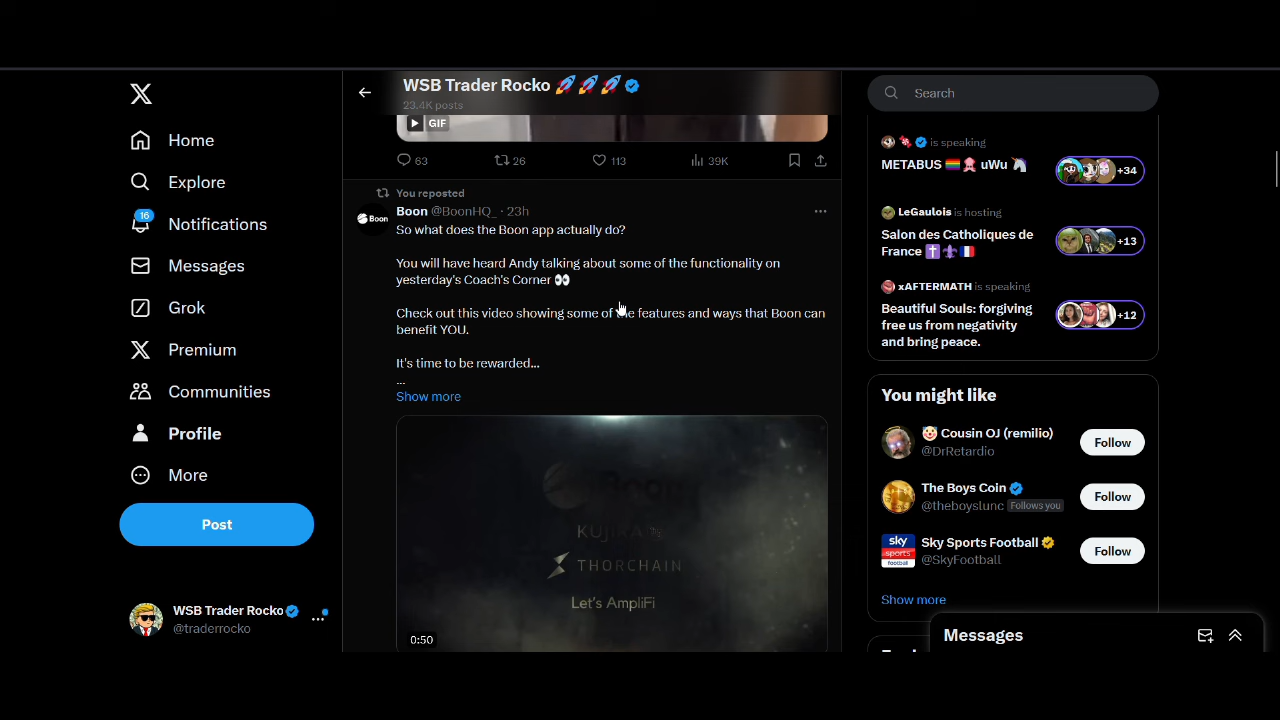 Home
Explore
16
Notifications
Messages
Grok
Premium
Communities
Profile
More
Post
WSB Trader Rocko
@traderrocko
WSB Trader Rocko 🚀🚀🚀
23.4K posts
GIF
63
26
113
39K
You reposted
Boon
Boon @BoonHQ_ · 23h
So what does the Boon app actually do?
You will have heard Andy talking about some of the functionality on
yesterday's Coach's Corner 👀
Check out this video showing some of the features and ways that Boon can
benefit YOU.
It's time to be rewarded...
...
Show more
THORCHAIN
Let's AmpliFi
0:50
Search
is speaking
METABUS 🏳️‍🌈 uWu 🦄
+34
LeGaulois is hosting
Salon des Catholiques de
France ✝️⚜️🇫🇷
+13
xAFTERMATH is speaking
Beautiful Souls: forgiving
free us from negativity
and bring peace.
+12
You might like
🤡 Cousin OJ (remilio)
@DrRetardio
Follow
The Boys Coin
@theboyslunc Follows you
Follow
sky
sports
football
Sky Sports Football
@SkyFootball
Follow
Show more
Messages